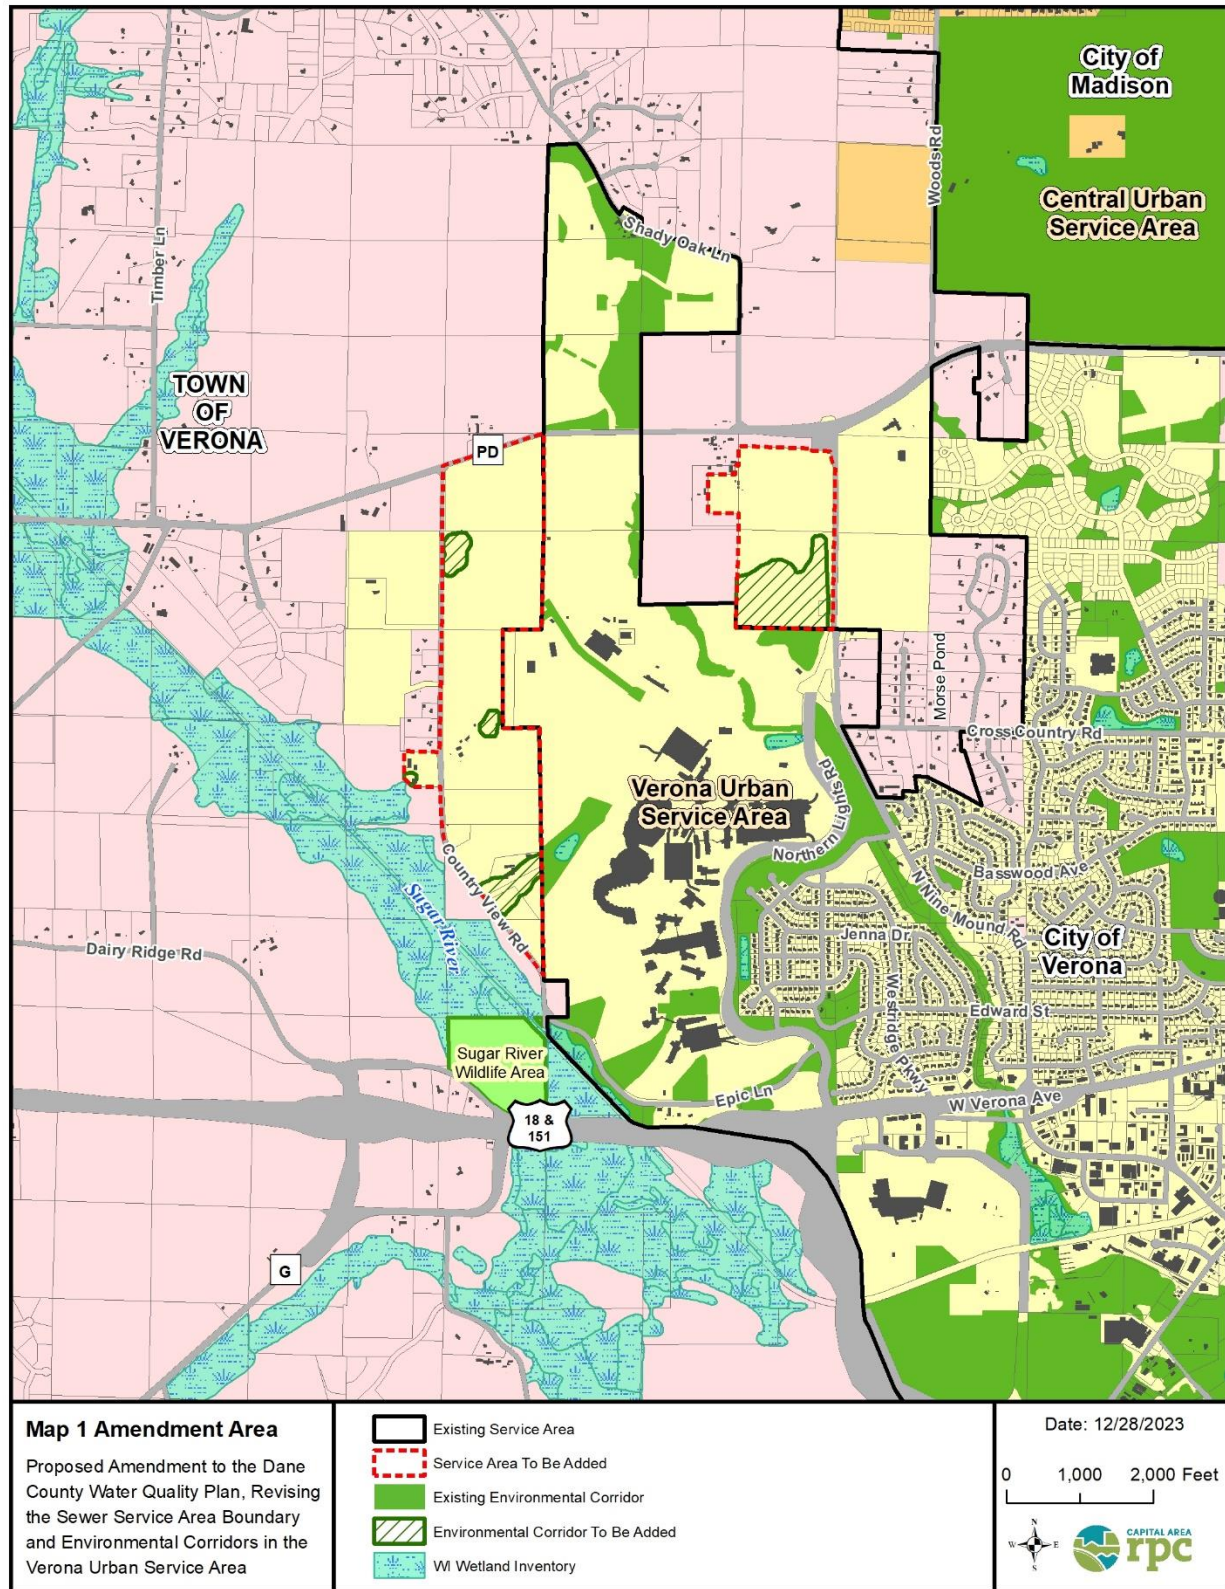 City of
Madison
Woods Rd
Central Urban
Service Area
Shady Oak Ln
Timber Ln
TOWN
OF
VERONA
PD
Morse Pond
Cross Country Rd
Verona Urban
Service Area
Northern Lights Rd
Basswood Ave
N Nine Mound Rd
Country View Rd
Sugar River
Jenna Dr
City of
Verona
Dairy Ridge Rd
Westridge Pkwy
Edward St
Sugar River
Wildlife Area
Epic Ln
W Verona Ave
18 &
151
G
Map 1 Amendment Area
Proposed Amendment to the Dane
County Water Quality Plan, Revising
the Sewer Service Area Boundary
and Environmental Corridors in the
Verona Urban Service Area
Existing Service Area
Service Area To Be Added
Existing Environmental Corridor
Environmental Corridor To Be Added
WI Wetland Inventory
Date: 12/28/2023
0 1,000 2,000 Feet
N
W E
S
CAPITAL AREA
rpc